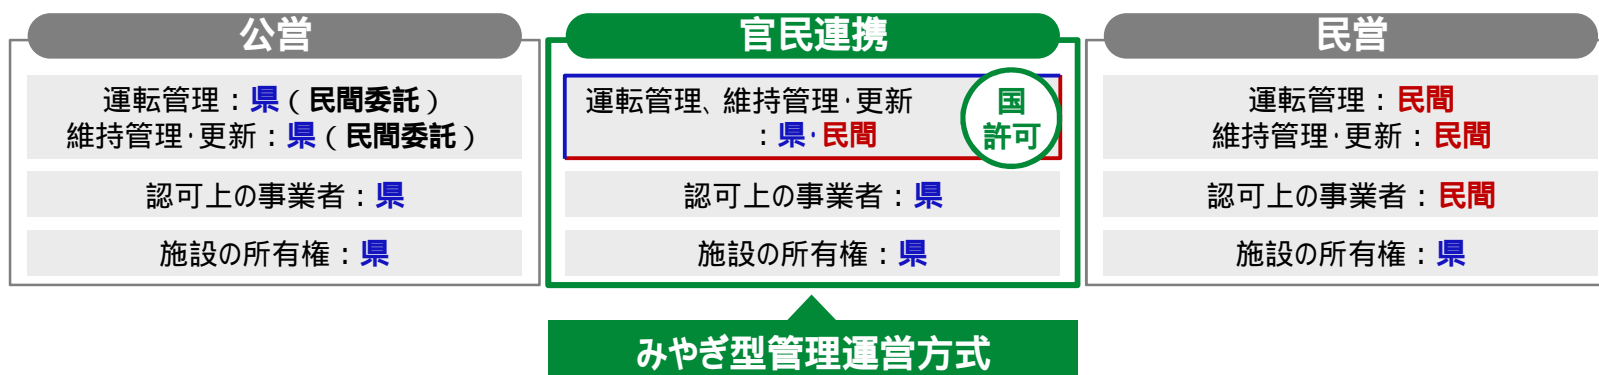 公営
運転管理：県（民間委託）
維持管理・更新：県（民間委託）
認可上の事業者：県
施設の所有権：県
官民連携
運転管理、維持管理・更新
：県・民間
国
許可
認可上の事業者：県
施設の所有権：県
みやぎ型管理運営方式
民営
運転管理：民間
維持管理・更新：民間
認可上の事業者：民間
施設の所有権：県